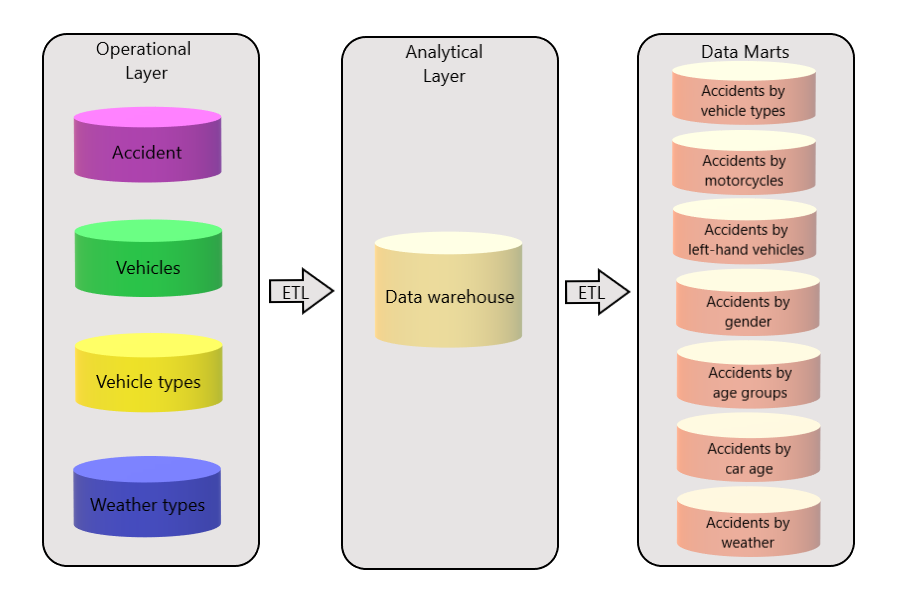 Operational
Layer
Accident
Vehicles
Vehicle types
Weather types
ETL
Analytical
Layer
Data warehouse
ETL
Data Marts
Accidents by
vehicle types
Accidents by
motorcycles
Accidents by
left-hand vehicles
Accidents by
gender
Accidents by
age groups
Accidents by
car age
Accidents by
weather